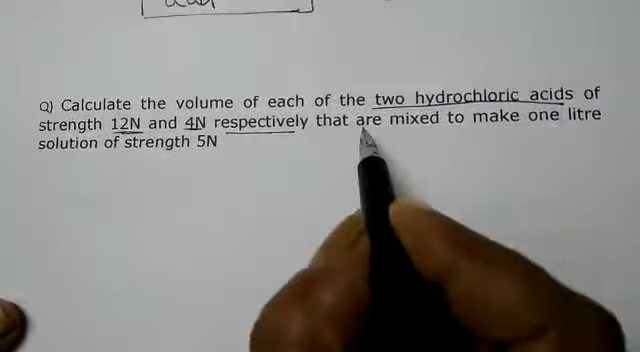 acid
Q) Calculate the volume of each of the two hydrochloric acids of
strength 12N and 4N respectively that are mixed to make one litre
solution of strength 5N